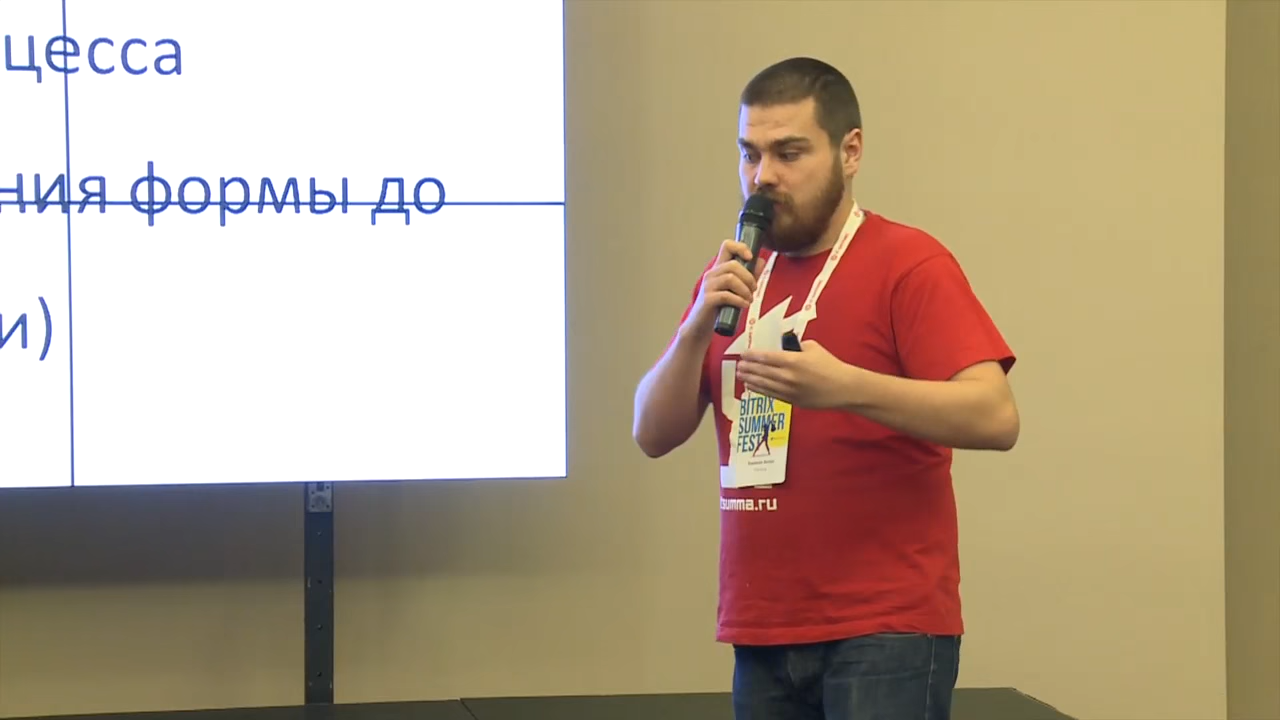 цесса
ния формы до
и)
BITRIX
SUMMER
FEST
summa.ru